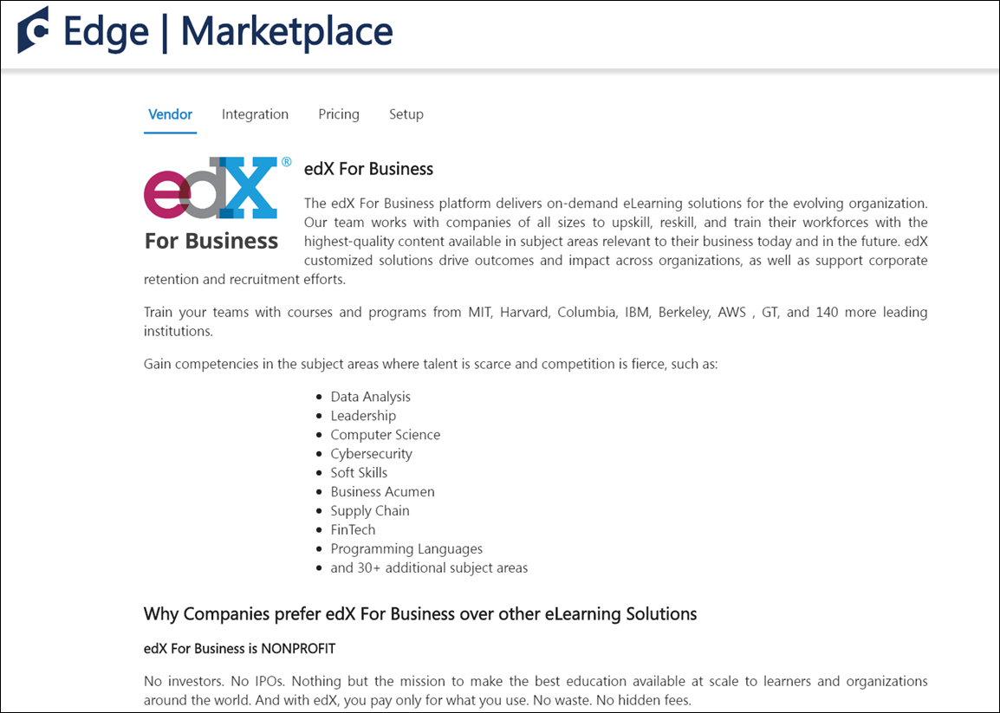 Edge | Marketplace
Vendor Integration Pricing Setup
edX®
For Business
edX For Business
The edX For Business platform delivers on-demand eLearning solutions for the evolving organization.
Our team works with companies of all sizes to upskill, reskill, and train their workforces with the
highest-quality content available in subject areas relevant to their business today and in the future. edX
customized solutions drive outcomes and impact across organizations, as well as support corporate
retention and recruitment efforts.
Train your teams with courses and programs from MIT, Harvard, Columbia, IBM, Berkeley, AWS , GT, and 140 more leading
institutions.
Gain competencies in the subject areas where talent is scarce and competition is fierce, such as:
• Data Analysis
• Leadership
• Computer Science
• Cybersecurity
• Soft Skills
• Business Acumen
• Supply Chain
• FinTech
• Programming Languages
• and 30+ additional subject areas
Why Companies prefer edX For Business over other eLearning Solutions
edX For Business is NONPROFIT
No investors. No IPOs. Nothing but the mission to make the best education available at scale to learners and organizations
around the world. And with edX, you pay only for what you use. No waste. No hidden fees.